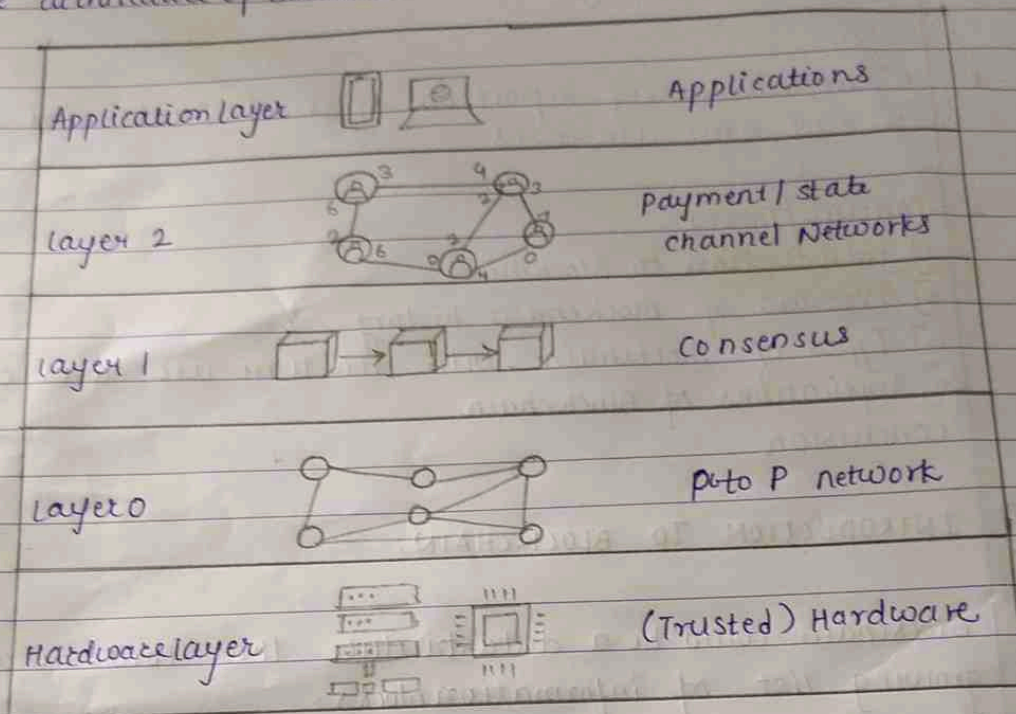 Application layer Applications
Layer 2 Payment/state
channel Networks
Layer 1 Consensus
Layer 0 P to P network
Hardware layer (Trusted) Hardware